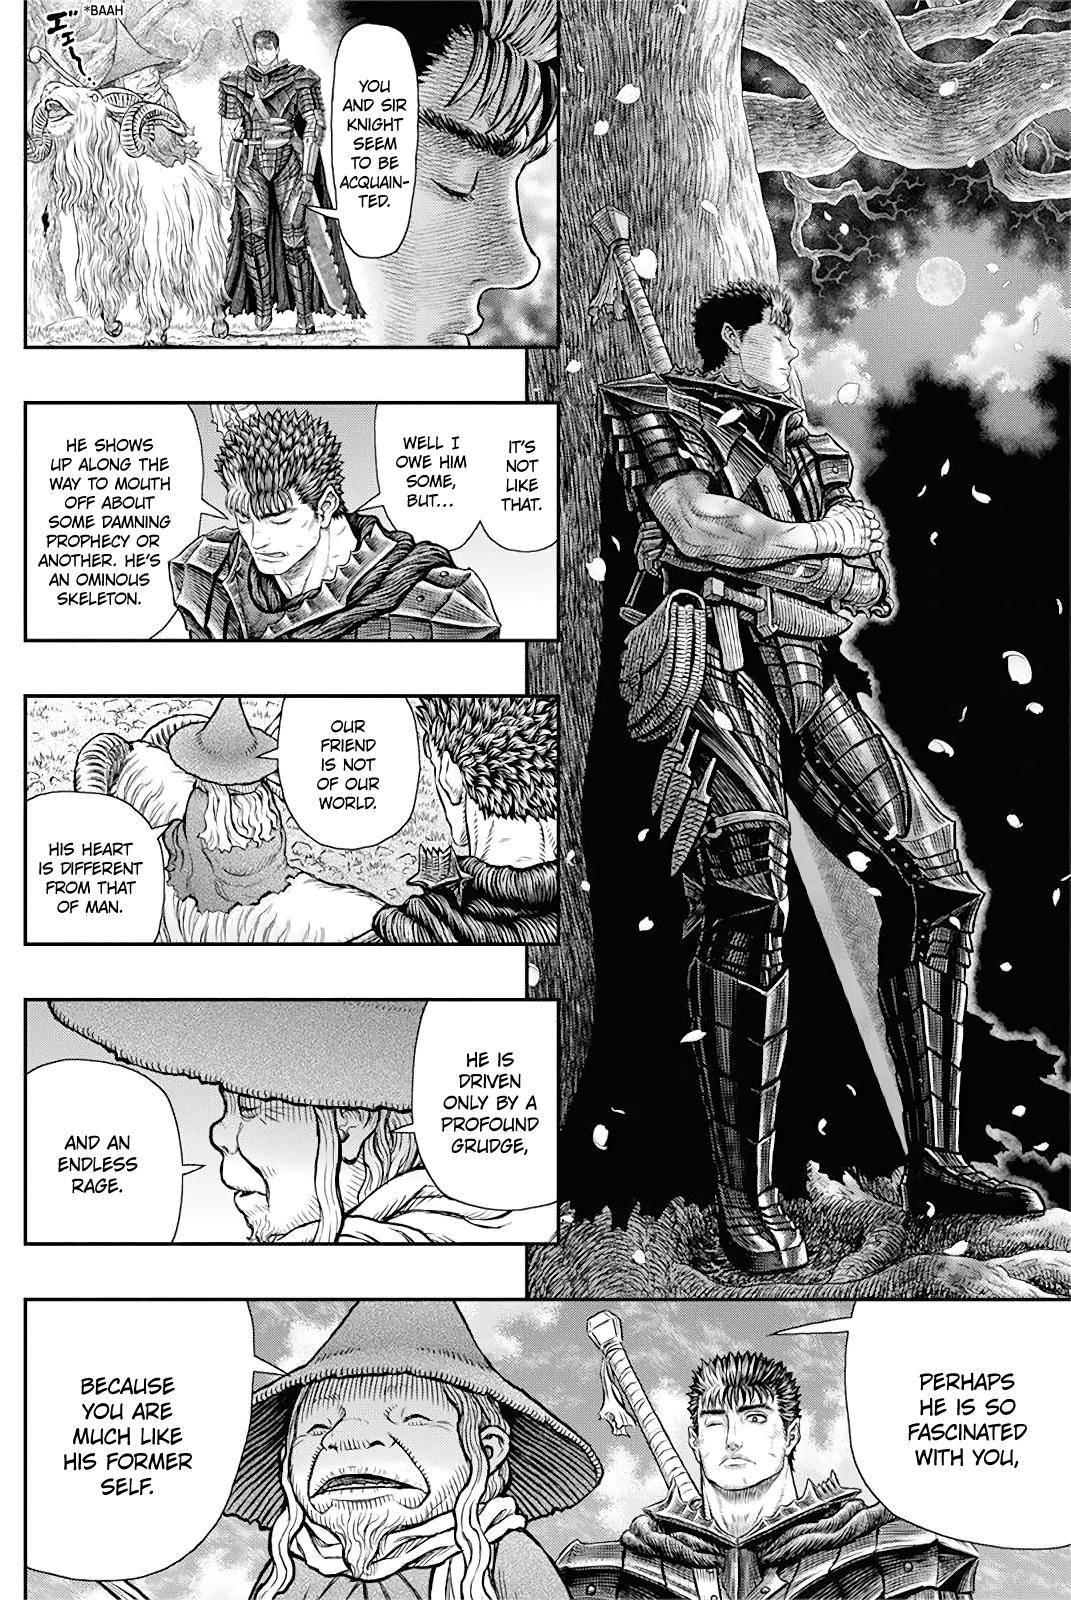 ヹ゛ェ〜⋯
*BAAH
YOU
AND SIR
KNIGHT
SEEM
TO BE
ACQUAIN-
TED.
IT'S
NOT
LIKE
THAT.
WELL I
OWE HIM
SOME,
BUT...
HE SHOWS
UP ALONG THE
WAY TO MOUTH
OFF ABOUT
SOME DAMNING
PROPHECY OR
ANOTHER. HE'S
AN OMINOUS
SKELETON.
OUR
FRIEND
IS NOT
OF OUR
WORLD.
HIS HEART
IS DIFFERENT
FROM THAT
OF MAN.
HE IS
DRIVEN
ONLY BY A
PROFOUND
GRUDGE,
AND AN
ENDLESS
RAGE.
PERHAPS
HE IS SO
FASCINATED
WITH YOU,
BECAUSE
YOU ARE
MUCH LIKE
HIS FORMER
SELF.